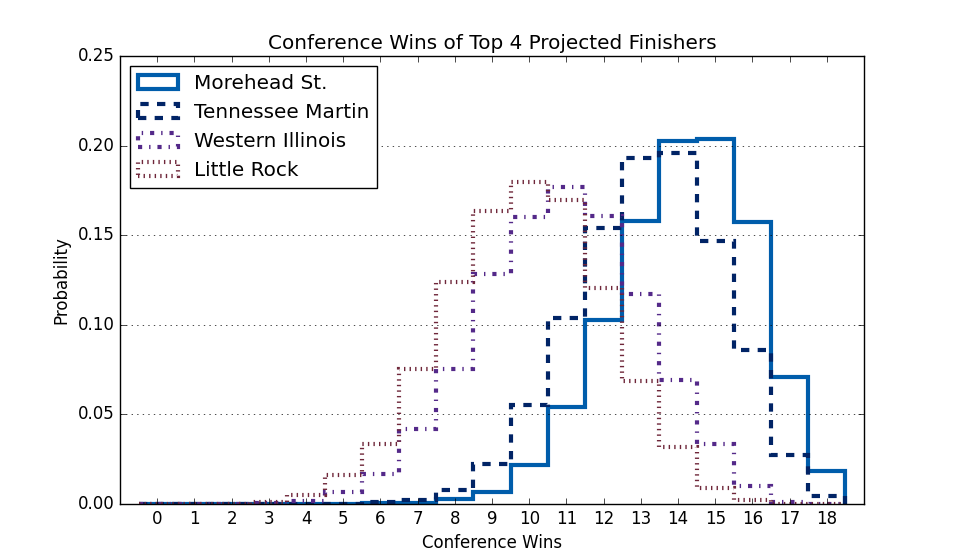 Conference Wins of Top 4 Projected Finishers
Morehead St.
Tennessee Martin
Western Illinois
Little Rock
0.25
0.20
0.15
0.10
0.05
0.00
Probability
0 1 2 3 4 5 6 7 8 9 10 11 12 13 14 15 16 17 18
Conference Wins